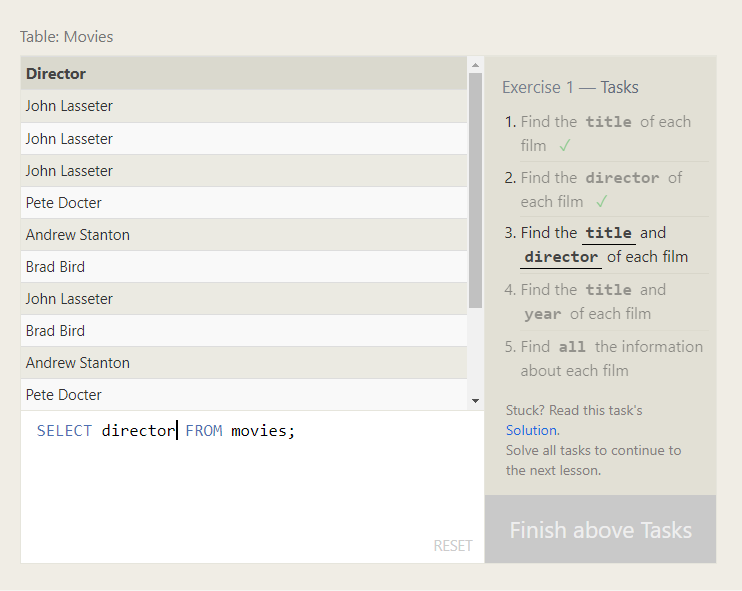 Table: Movies
Director
John Lasseter
John Lasseter
John Lasseter
Pete Docter
Andrew Stanton
Brad Bird
John Lasseter
Brad Bird
Andrew Stanton
Pete Docter
SELECT director FROM movies;
RESET
Exercise 1 — Tasks
1. Find the title of each
film ✓
2. Find the director of
each film ✓
3. Find the title and
director of each film
4. Find the title and
year of each film
5. Find all the information
about each film
Stuck? Read this task's
Solution.
Solve all tasks to continue to
the next lesson.
Finish above Tasks